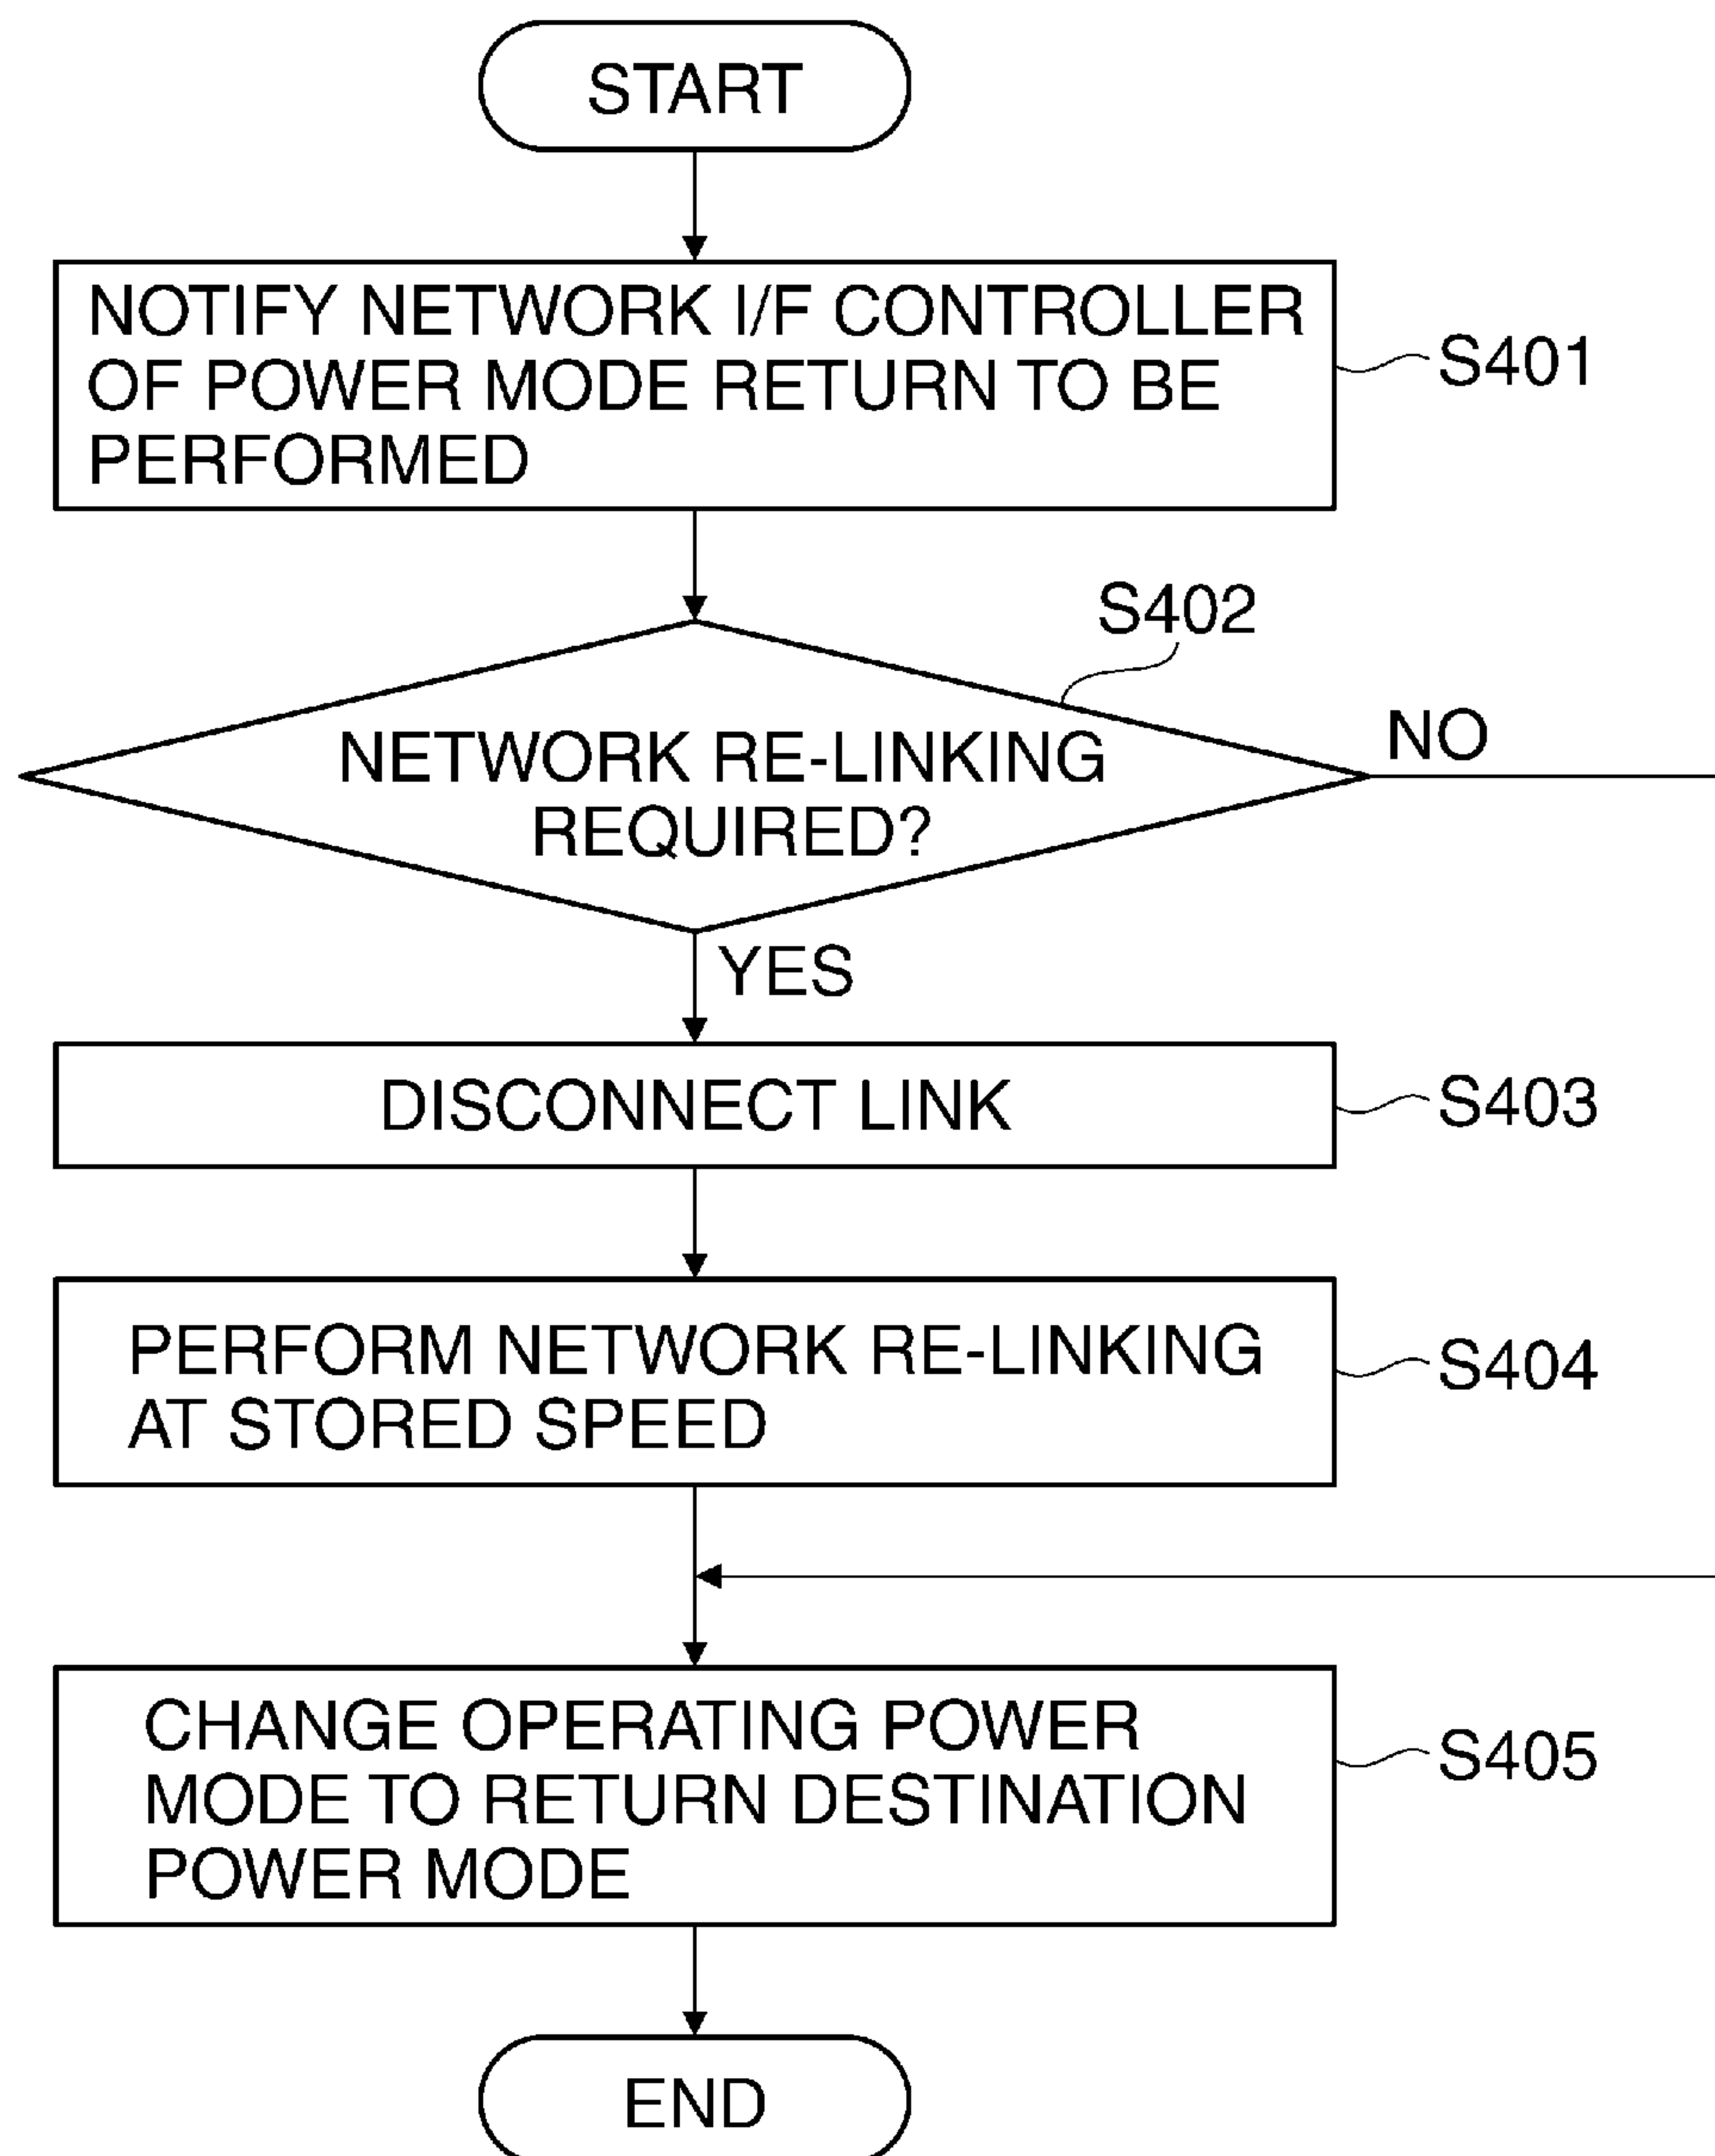 START
NOTIFY NETWORK I/F CONTROLLER
OF POWER MODE RETURN TO BE
PERFORMED
S401
S402
NETWORK RE-LINKING
REQUIRED?
NO
YES
DISCONNECT LINK
S403
PERFORM NETWORK RE-LINKING
AT STORED SPEED
S404
CHANGE OPERATING POWER
MODE TO RETURN DESTINATION
POWER MODE
S405
END